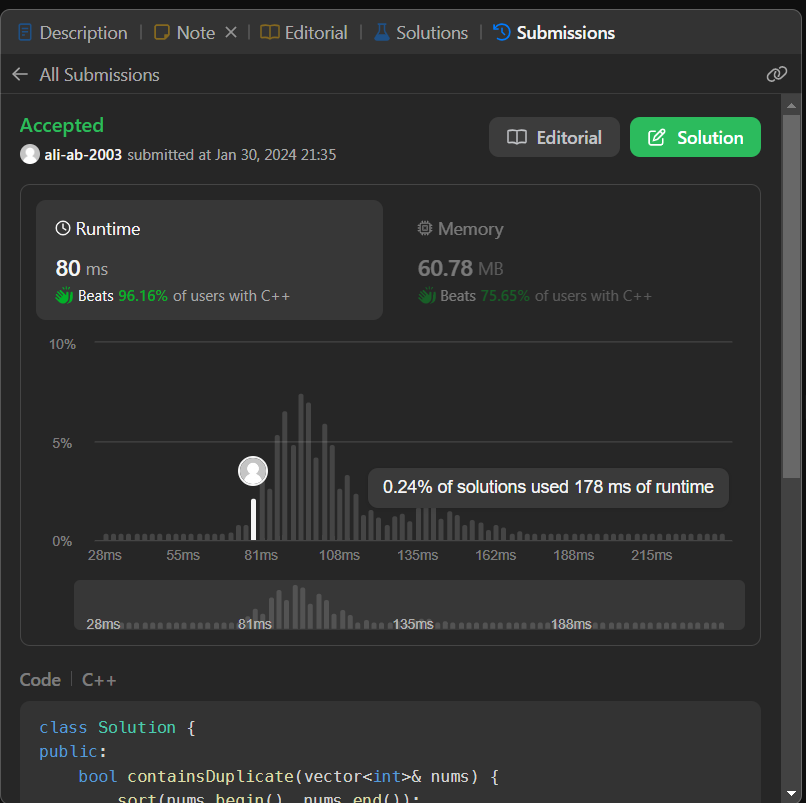 Description | Note × | Editorial | Solutions | Submissions
← All Submissions
Accepted
ali-ab-2003 submitted at Jan 30, 2024 21:35
Editorial
Solution
Runtime
80 ms
Beats 96.16% of users with C++
Memory
60.78 MB
Beats 75.65% of users with C++
10%
5%
0%
0.24% of solutions used 178 ms of runtime
28ms 55ms 81ms 108ms 135ms 162ms 188ms 215ms
28ms 81ms 135ms 188ms
Code | C++
class Solution {
public:
    bool containsDuplicate(vector<int>& nums) {
        sort(nums.begin(), nums.end());